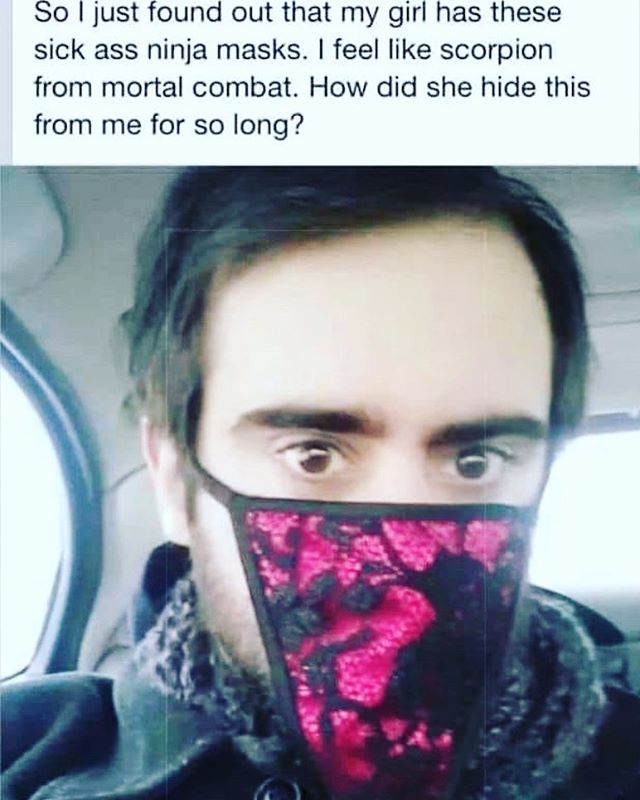 So I just found out that my girl has these
sick ass ninja masks. I feel like scorpion
from mortal combat. How did she hide this
from me for so long?